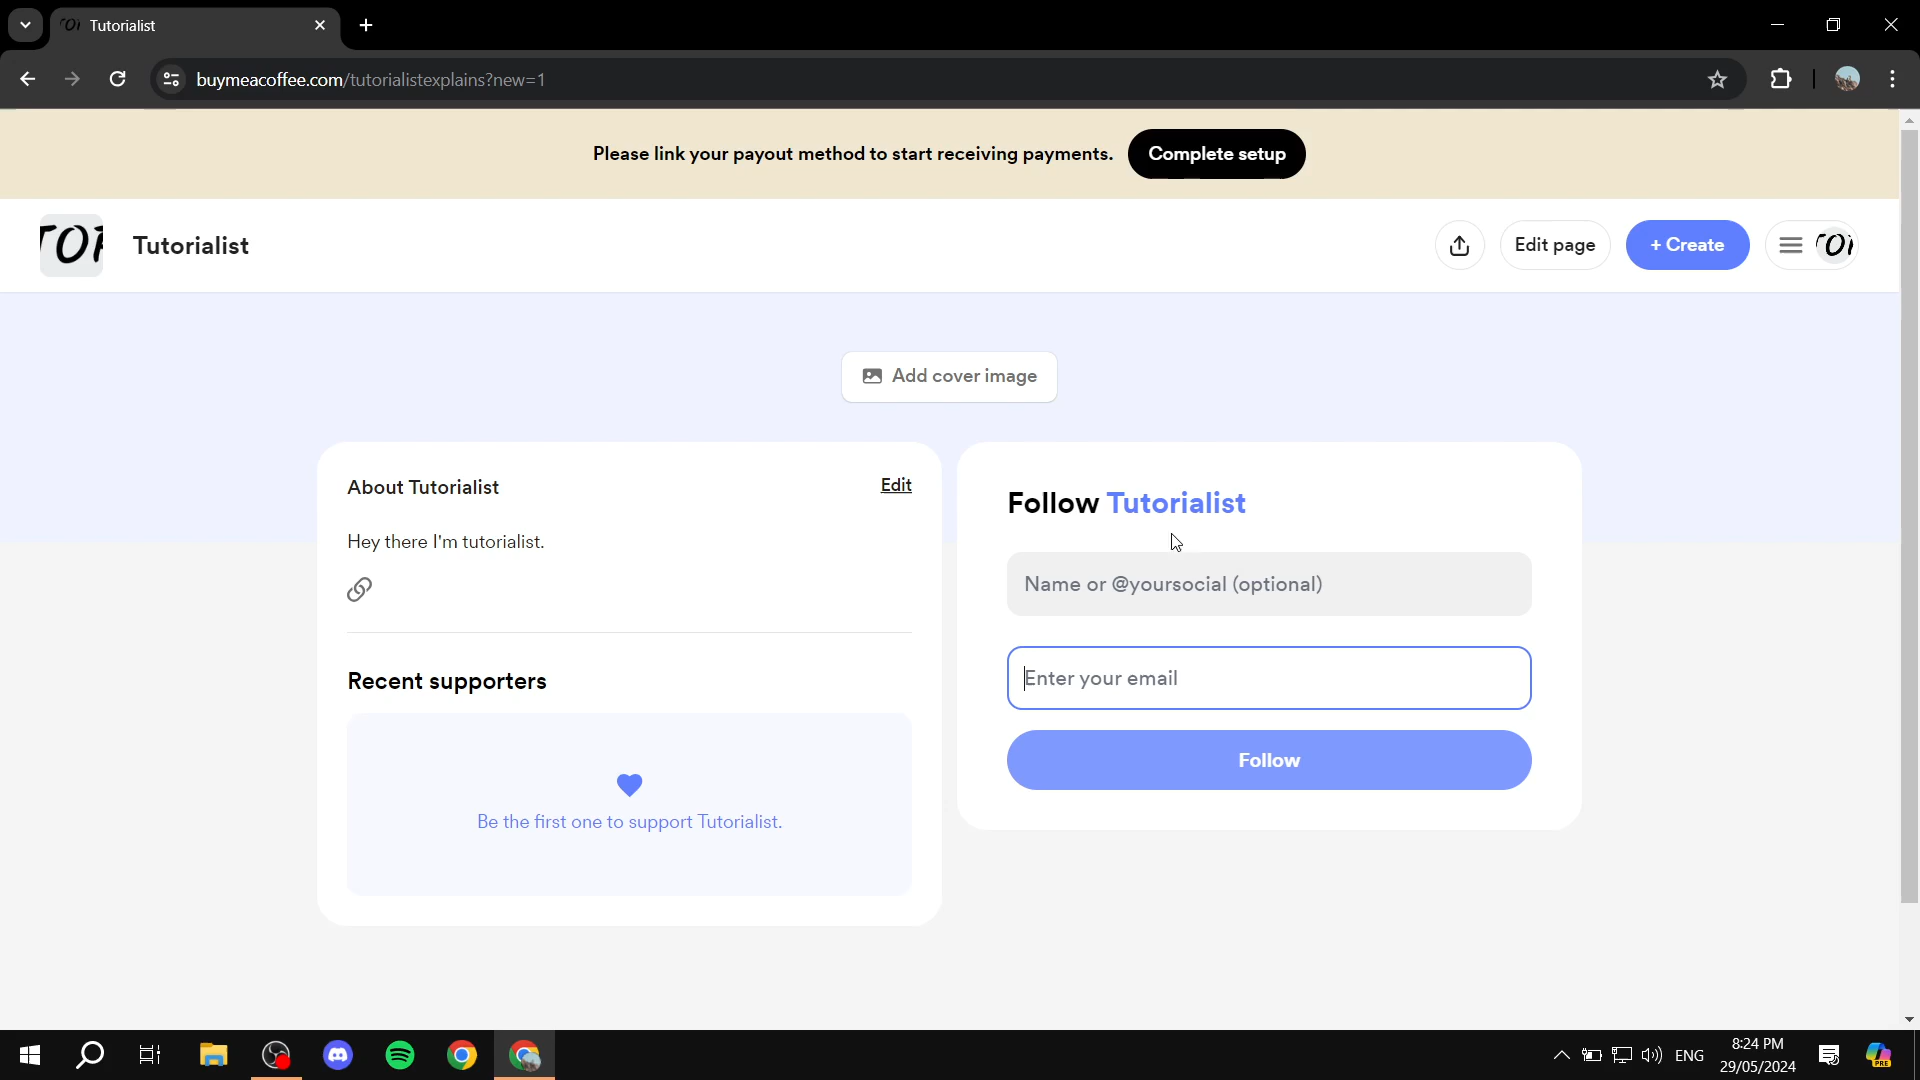 Tutorialist
buymeacoffee.com/tutorialistexplains?new=1
Please link your payout method to start receiving payments.
Complete setup
Tutorialist
Edit page
+ Create
Add cover image
About Tutorialist
Edit
Hey there I'm tutorialist.
Recent supporters
Be the first one to support Tutorialist.
Follow Tutorialist
Name or @yoursocial (optional)
Enter your email
Follow
ENG
8:24 PM
29/05/2024
PRE